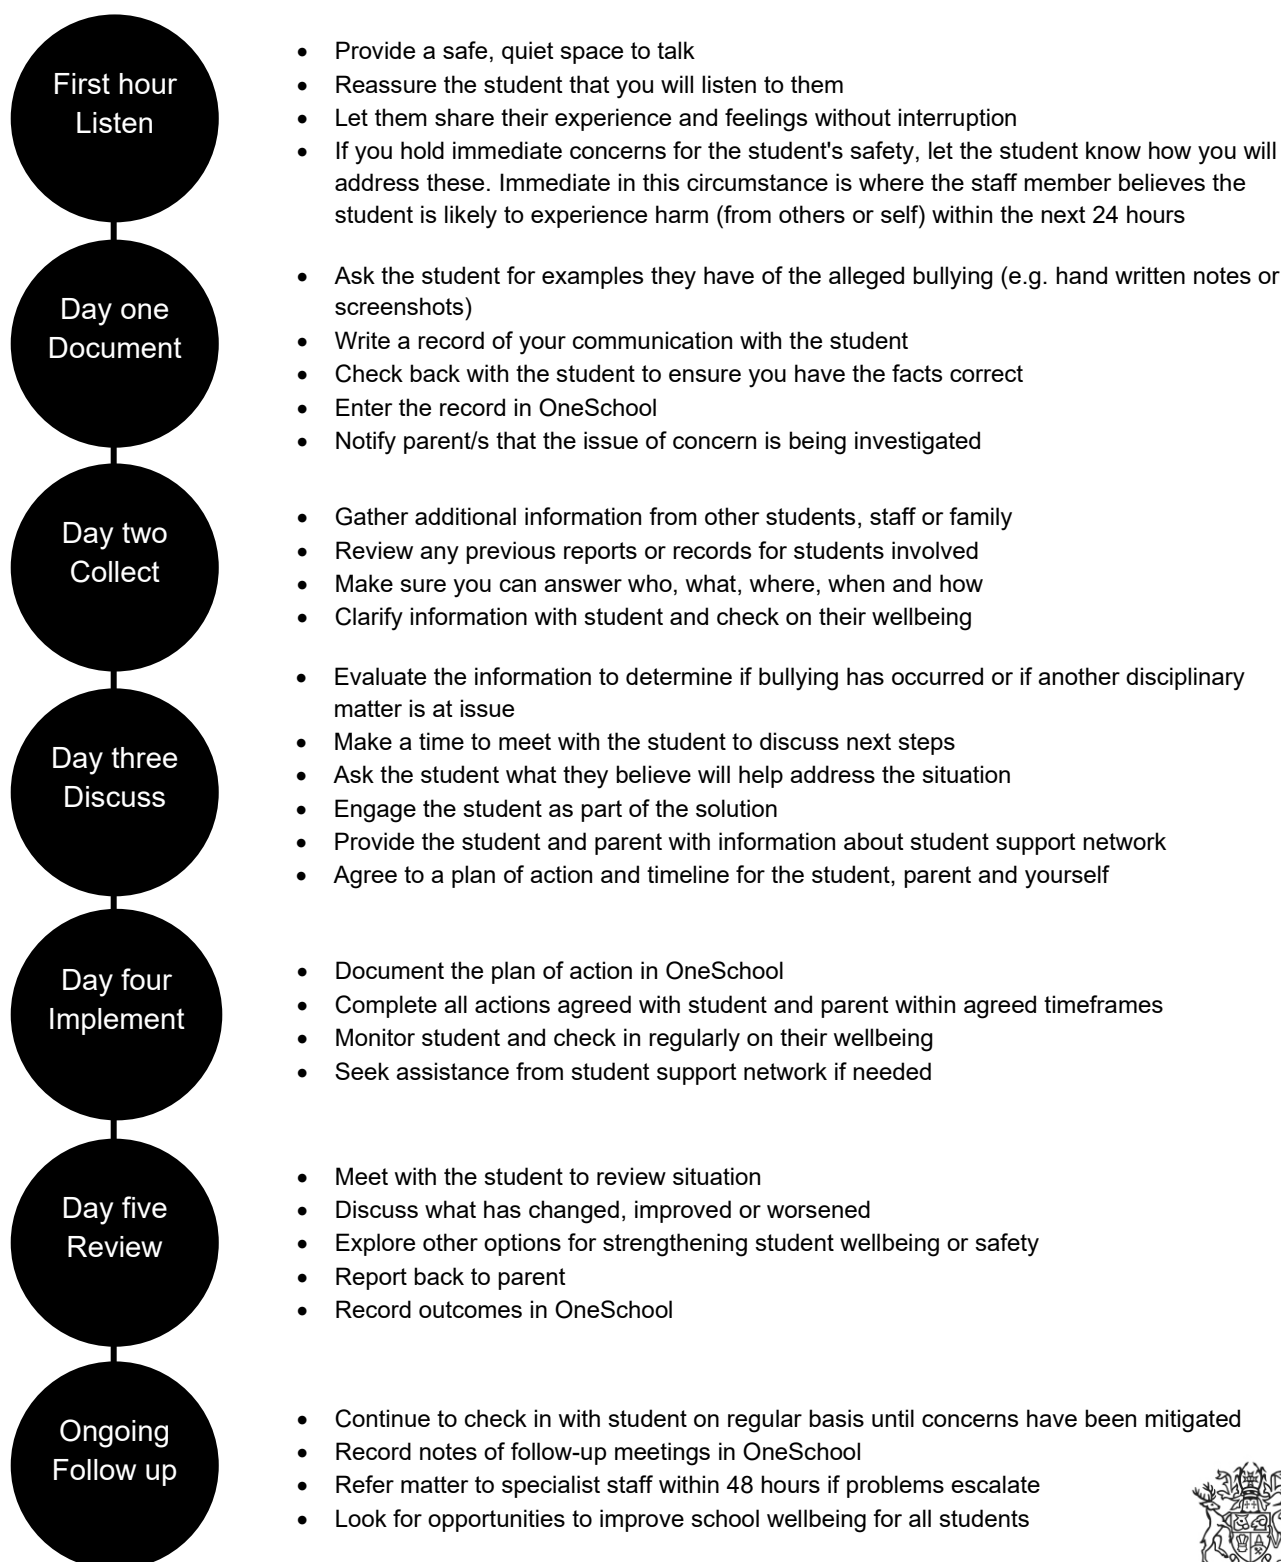 First hour
Listen
• Provide a safe, quiet space to talk
• Reassure the student that you will listen to them
• Let them share their experience and feelings without interruption
• If you hold immediate concerns for the student's safety, let the student know how you will
address these. Immediate in this circumstance is where the staff member believes the
student is likely to experience harm (from others or self) within the next 24 hours
Day one
Document
• Ask the student for examples they have of the alleged bullying (e.g. hand written notes or
screenshots)
• Write a record of your communication with the student
• Check back with the student to ensure you have the facts correct
• Enter the record in OneSchool
• Notify parent/s that the issue of concern is being investigated
Day two
Collect
• Gather additional information from other students, staff or family
• Review any previous reports or records for students involved
• Make sure you can answer who, what, where, when and how
• Clarify information with student and check on their wellbeing
Day three
Discuss
• Evaluate the information to determine if bullying has occurred or if another disciplinary
matter is at issue
• Make a time to meet with the student to discuss next steps
• Ask the student what they believe will help address the situation
• Engage the student as part of the solution
• Provide the student and parent with information about student support network
• Agree to a plan of action and timeline for the student, parent and yourself
Day four
Implement
• Document the plan of action in OneSchool
• Complete all actions agreed with student and parent within agreed timeframes
• Monitor student and check in regularly on their wellbeing
• Seek assistance from student support network if needed
Day five
Review
• Meet with the student to review situation
• Discuss what has changed, improved or worsened
• Explore other options for strengthening student wellbeing or safety
• Report back to parent
• Record outcomes in OneSchool
Ongoing
Follow up
• Continue to check in with student on regular basis until concerns have been mitigated
• Record notes of follow-up meetings in OneSchool
• Refer matter to specialist staff within 48 hours if problems escalate
• Look for opportunities to improve school wellbeing for all students